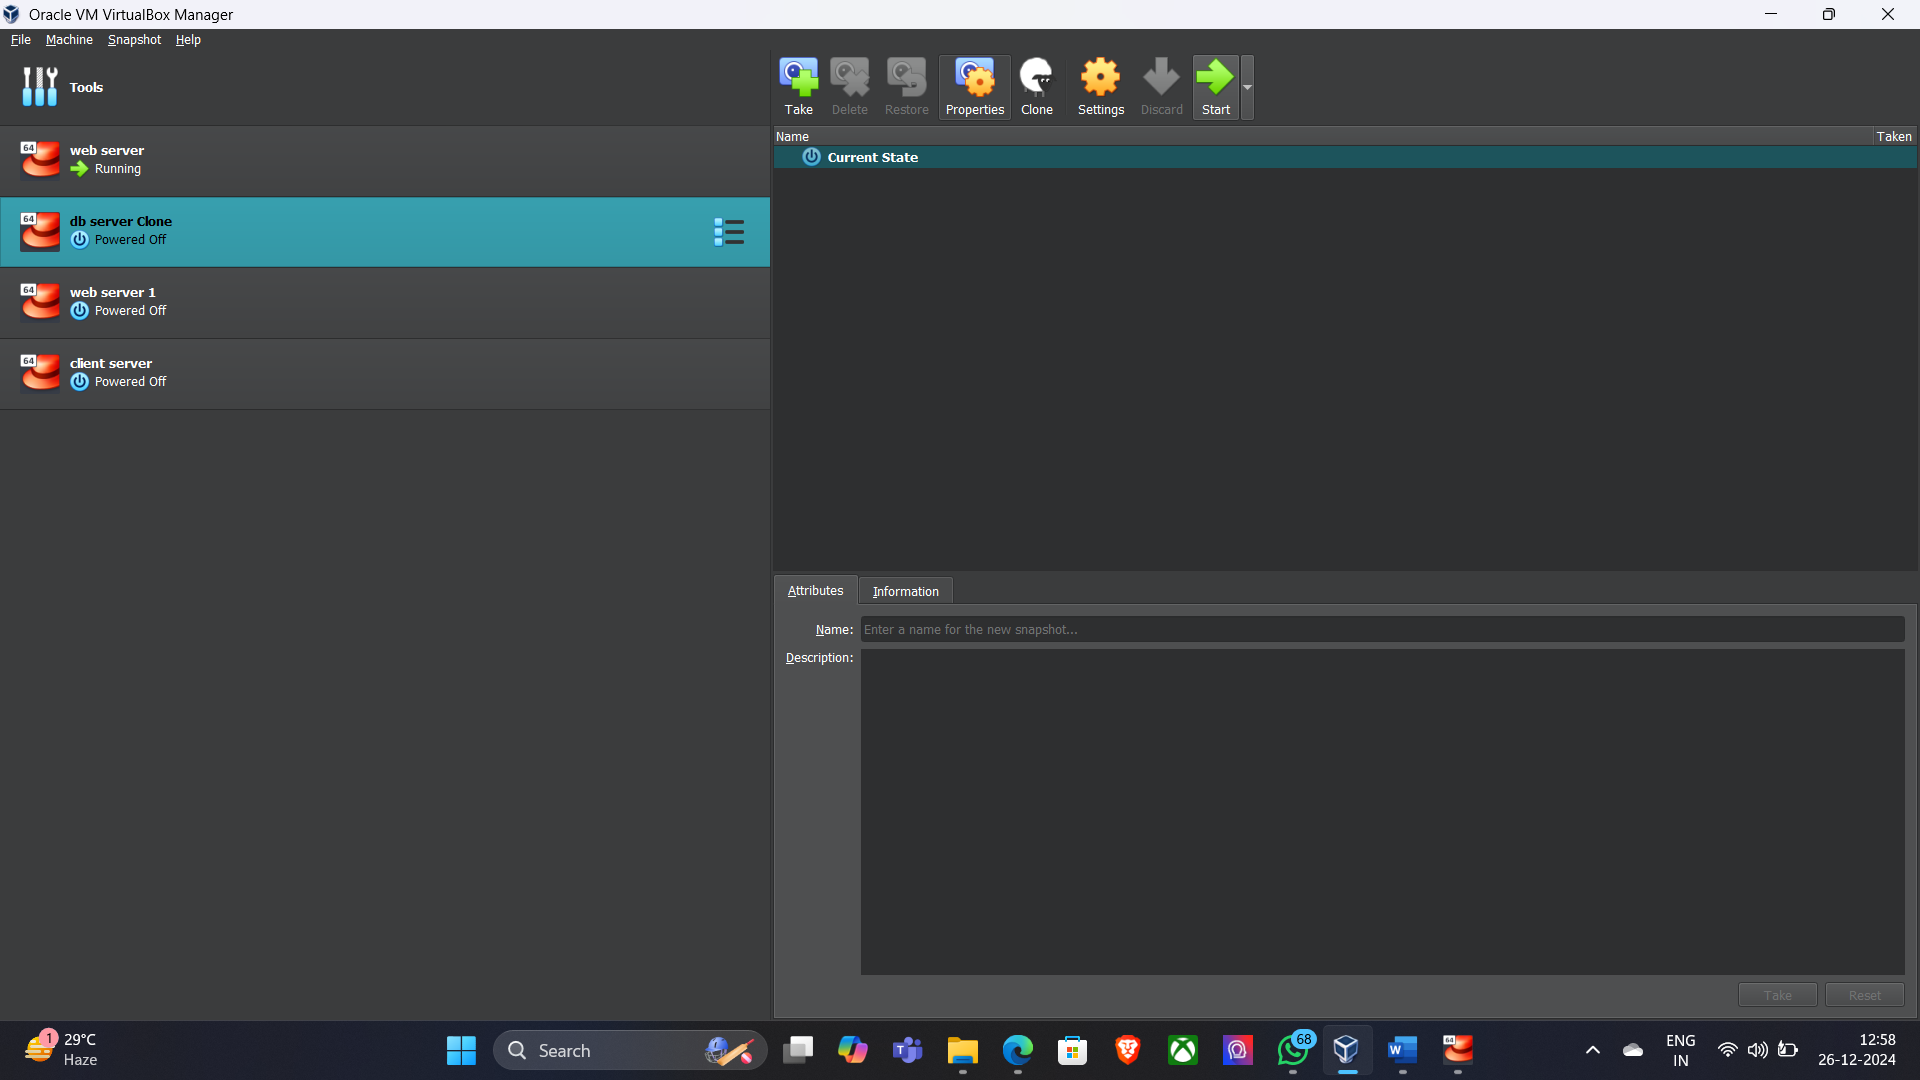 Oracle VM VirtualBox Manager
File Machine Snapshot Help
Tools
Take Delete Restore Properties Clone Settings Discard Start
Name Taken
Current State
64 web server
Running
64 db server Clone
Powered Off
64 web server 1
Powered Off
64 client server
Powered Off
Attributes Information
Name: Enter a name for the new snapshot...
Description:
Take Reset
1 29°C
Haze
Search
68
64
ENG
IN
12:58
26-12-2024